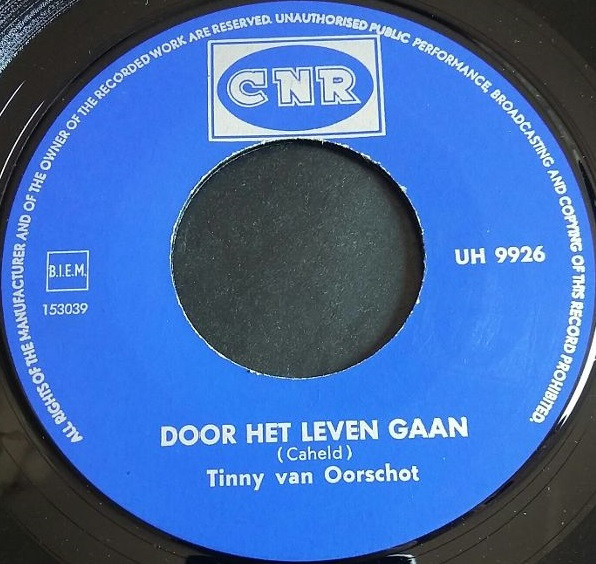 ALL RIGHTS OF THE MANUFACTURER AND OF THE OWNER OF THE RECORDED WORK ARE RESERVED. UNAUTHORISED PUBLIC PERFORMANCE BROADCASTING AND COPYING OF THIS RECORD PROHIBITED.
CNR
UH 9926
B.I.E.M.
153039
DOOR HET LEVEN GAAN
(Caheld)
Tinny van Oorschot